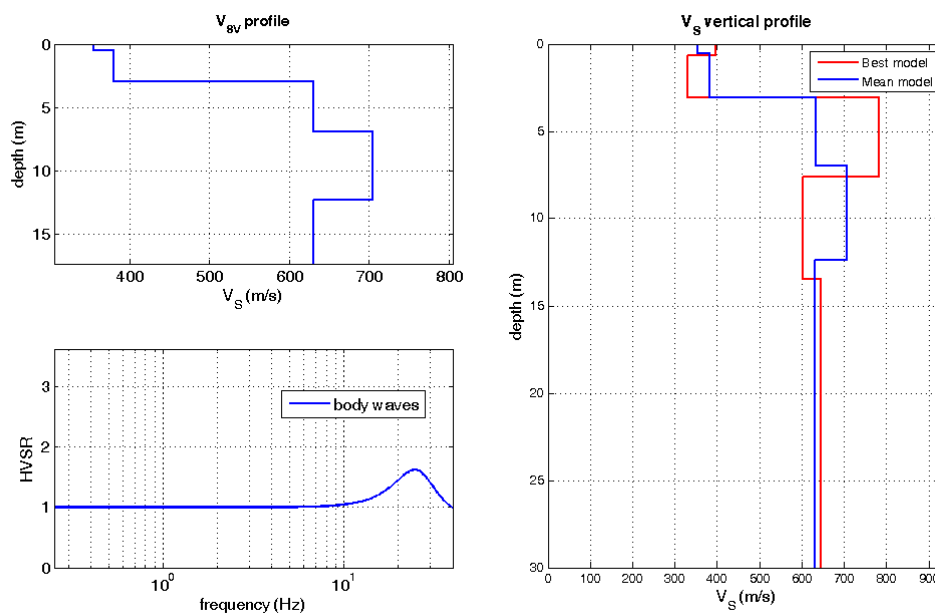 V_SV profile
0
5
10
15
depth (m)
400 500 600 700 800
V_S (m/s)
3
2
1
0
HVSR
body waves
10^0 10^1
frequency (Hz)
V_S vertical profile
Best model
Mean model
0
5
10
15
20
25
30
depth (m)
0 100 200 300 400 500 600 700 800 900
V_S (m/s)